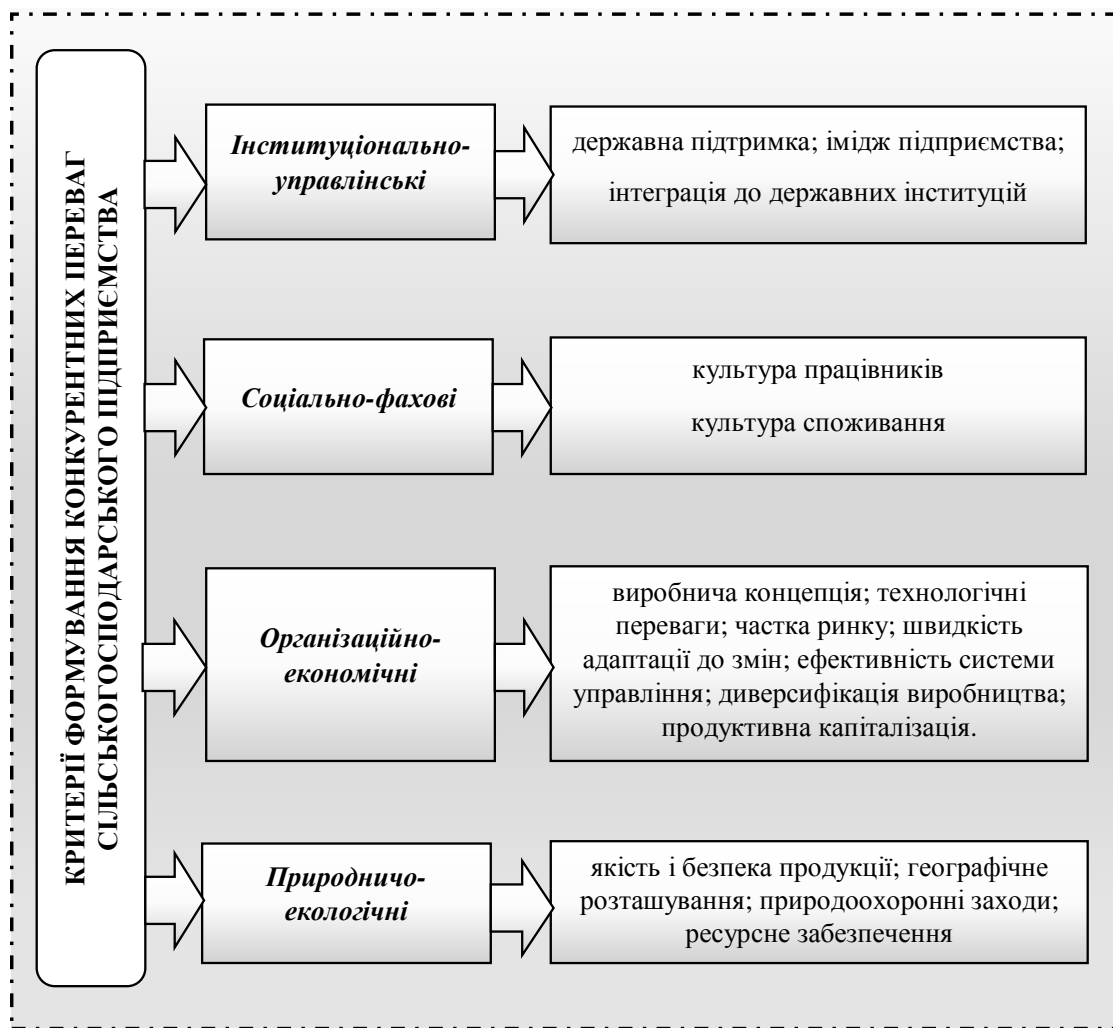 КРИТЕРІЇ ФОРМУВАННЯ КОНКУРЕНТНИХ ПЕРЕВАГ
СІЛЬСЬКОГОСПОДАРСЬКОГО ПІДПРИЄМСТВА
Інституціонально-
управлінські
державна підтримка; імідж підприємства;
інтеграція до державних інституцій
Соціально-фахові
культура працівників
культура споживання
Організаційно-
економічні
виробнича концепція; технологічні
переваги; частка ринку; швидкість
адаптації до змін; ефективність системи
управління; диверсифікація виробництва;
продуктивна капіталізація.
Природничо-
екологічні
якість і безпека продукції; географічне
розташування; природоохоронні заходи;
ресурсне забезпечення